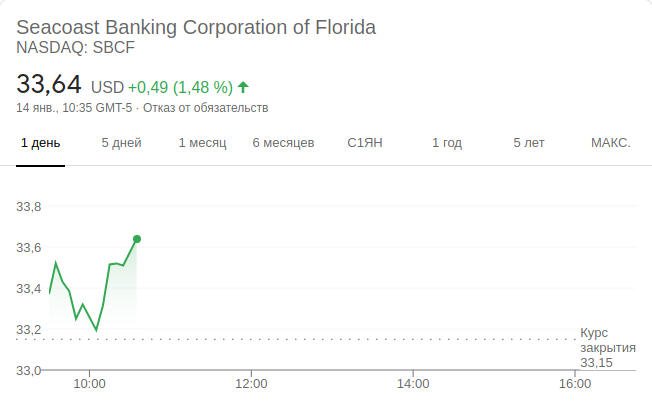 Seacoast Banking Corporation of Florida
NASDAQ: SBCF
33,64 USD +0,49 (1,48 %)
14 янв., 10:35 GMT-5 · Отказ от обязательств
1 день 5 дней 1 месяц 6 месяцев С1ЯН 1 год 5 лет МАКС.
33,8
33,6
33,4
33,2
33,0
Курс
закрытия
33,15
10:00 12:00 14:00 16:00